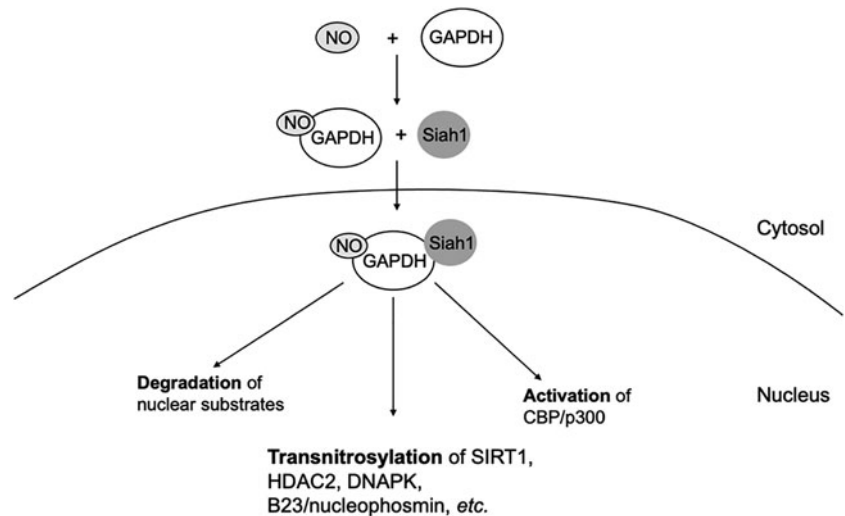 NO + GAPDH
NO GAPDH + Siah1
Cytosol
NO GAPDH Siah1
Degradation of
nuclear substrates
Activation of
CBP/p300
Nucleus
Transnitrosylation of SIRT1,
HDAC2, DNAPK,
B23/nucleophosmin, etc.